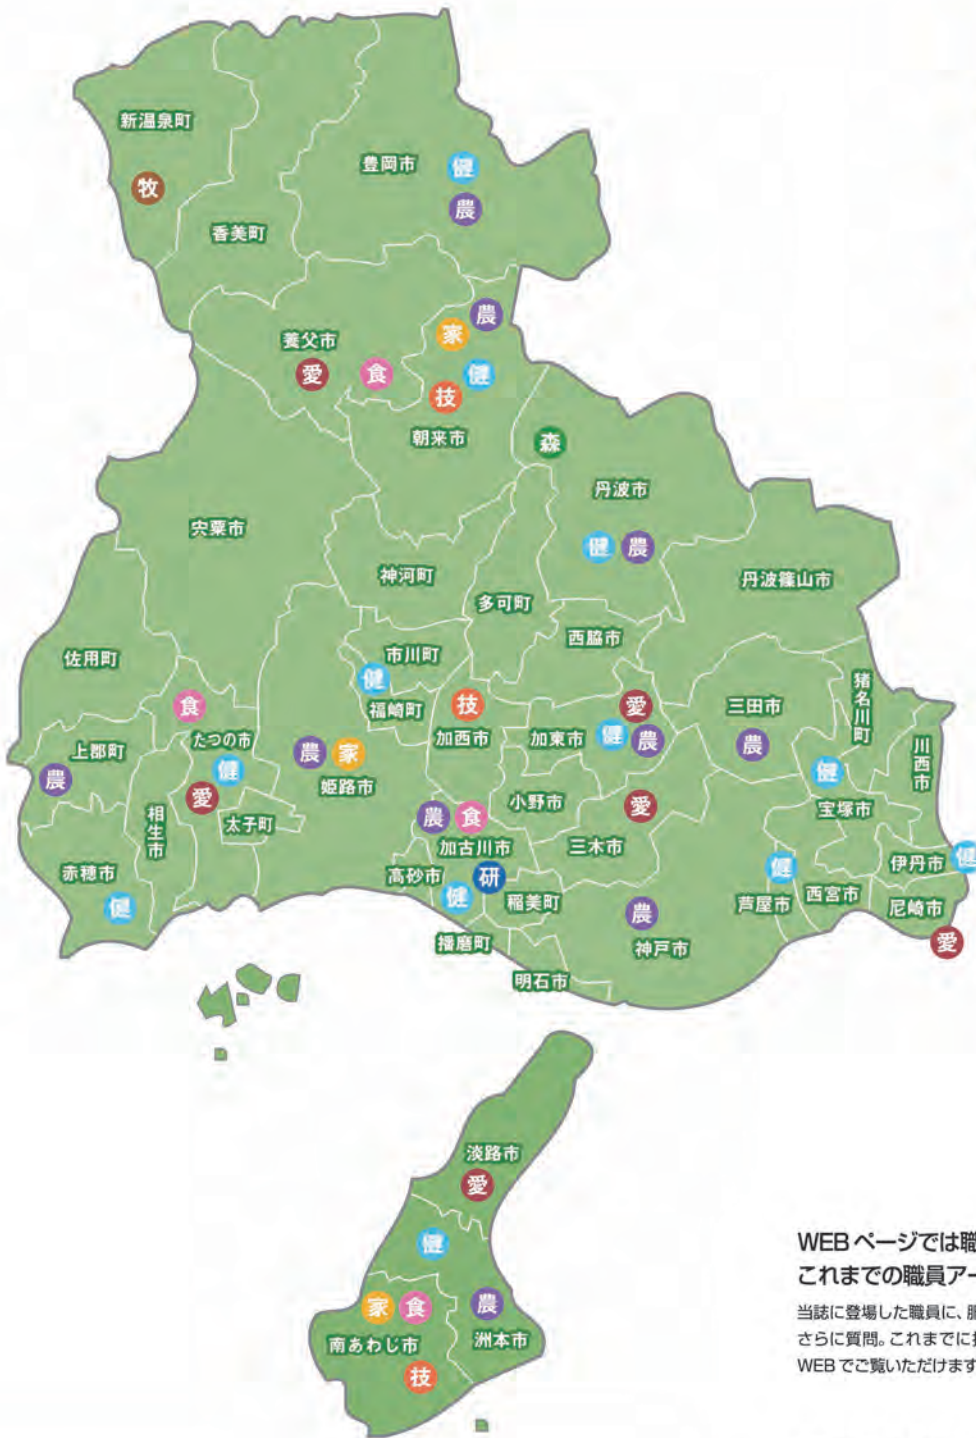 新温泉町
豊岡市
健
牧
農
香美町
農
家
養父市
愛
食
健
技
朝来市
森
丹波市
宍粟市
健
農
神河町
丹波篠山市
多可町
西脇市
佐用町
市川町
健
猪名川町
食
福崎町
技
愛
三田市
上郡町
たつの市
加西市
加東市
健
農
農
川西市
農
健
農
家
姫路市
健
愛
相生市
太子町
小野市
愛
宝塚市
農
食
加古川市
三木市
赤穂市
高砂市
研
健
伊丹市
健
健
健
稲美町
農
芦屋市
西宮市
尼崎市
播磨町
神戸市
愛
明石市
淡路市
愛
健
家
食
農
南あわじ市
洲本市
技
WEBページでは職
これまでの職員アー
当誌に登場した職員に、
さらに質問。これまでに
WEBでご覧いただけます